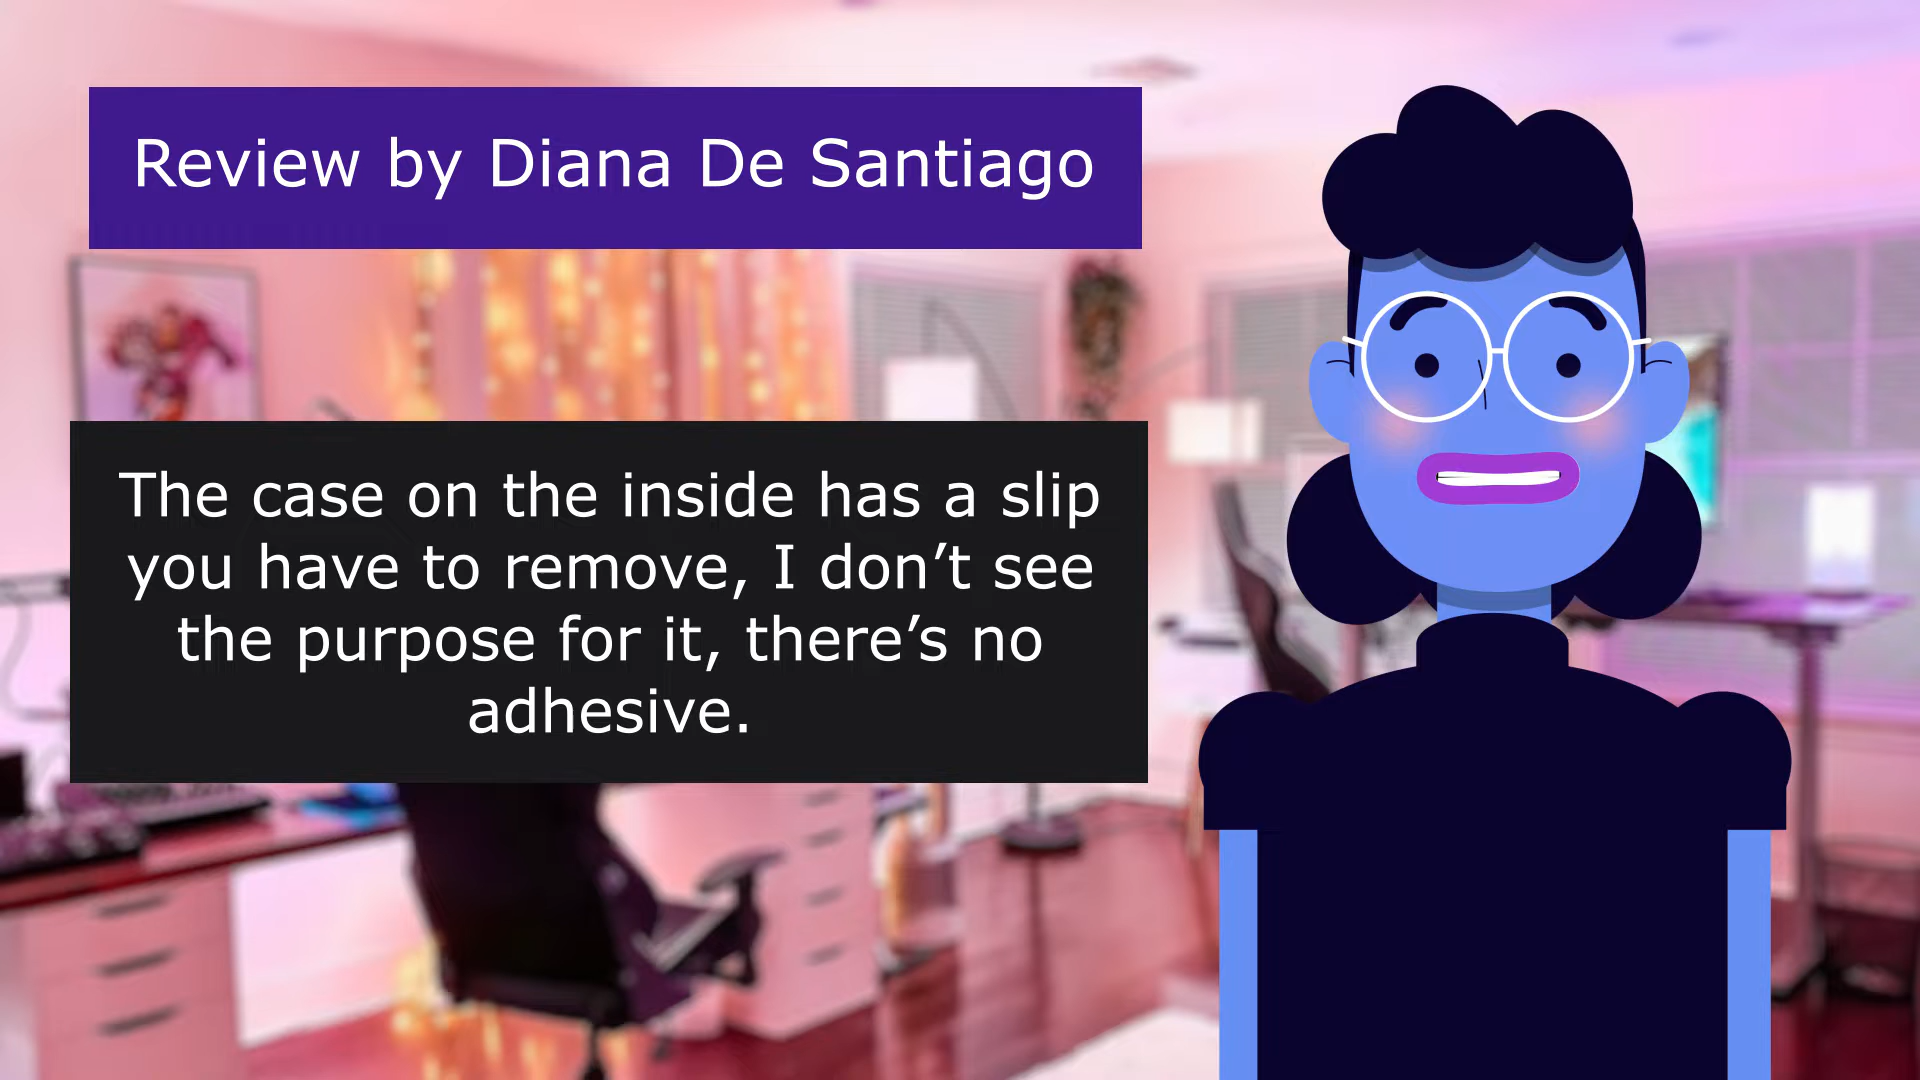 Review by Diana De Santiago
The case on the inside has a slip
you have to remove, I don’t see
the purpose for it, there’s no
adhesive.